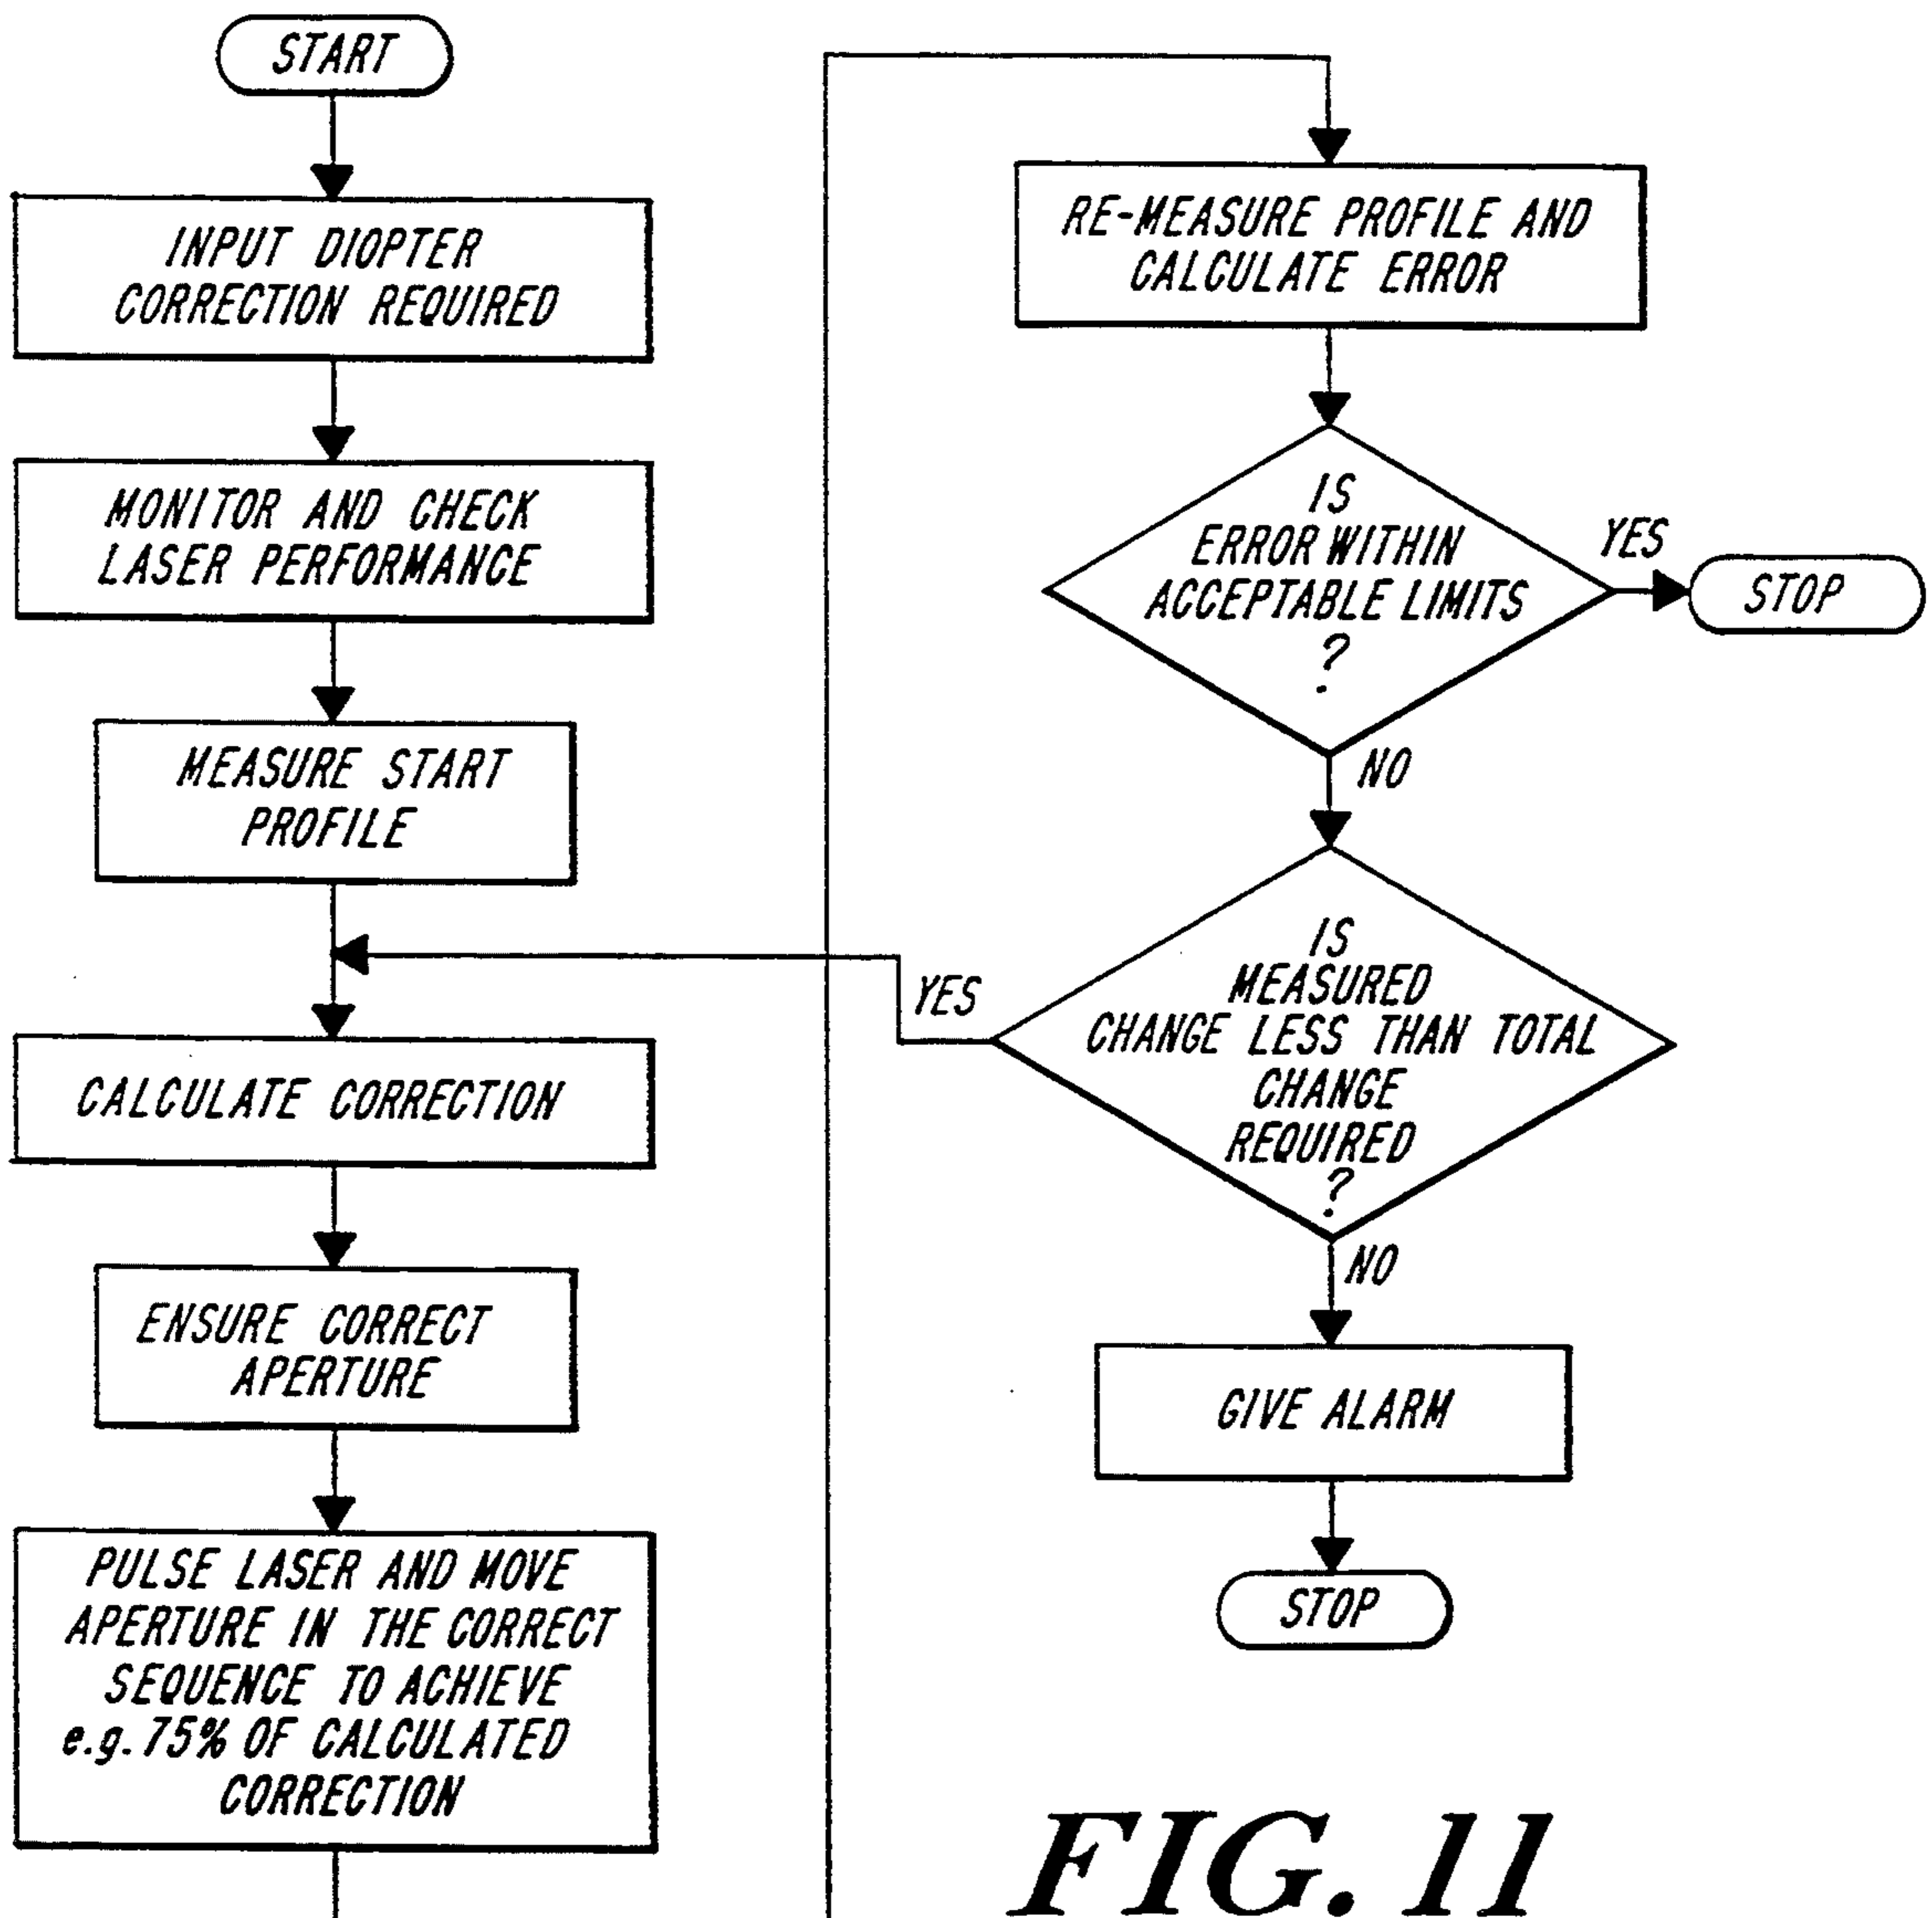 START
INPUT DIOPTER
CORRECTION REQUIRED
MONITOR AND CHECK
LASER PERFORMANCE
MEASURE START
PROFILE
CALCULATE CORRECTION
ENSURE CORRECT
APERTURE
PULSE LASER AND MOVE
APERTURE IN THE CORRECT
SEQUENCE TO ACHIEVE
e.g. 75% OF CALCULATED
CORRECTION
RE-MEASURE PROFILE AND
CALCULATE ERROR
IS
ERROR WITHIN
ACCEPTABLE LIMITS
?
YES
STOP
NO
IS
MEASURED
CHANGE LESS THAN TOTAL
CHANGE
REQUIRED
?
YES
NO
GIVE ALARM
STOP
FIG. 11